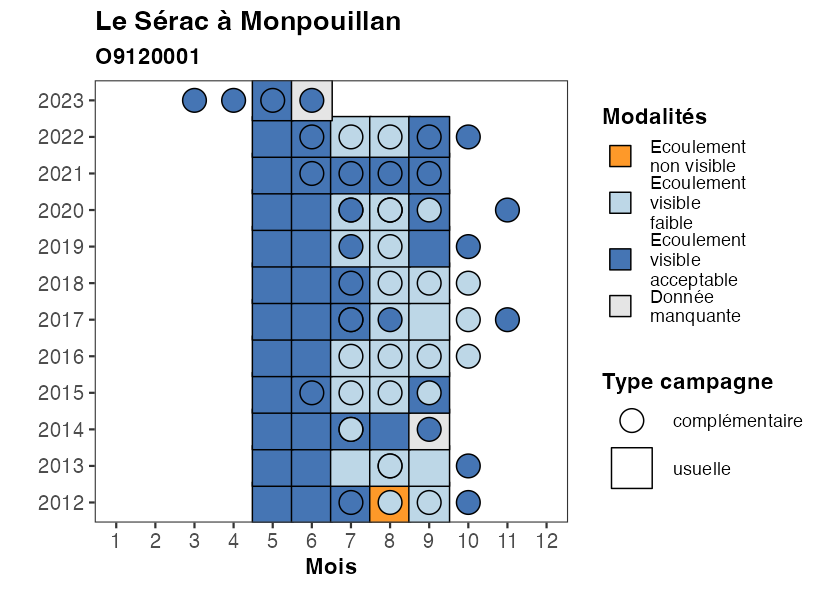 Le Sérac à Monpouillan
O9120001
2023
2022
2021
2020
2019
2018
2017
2016
2015
2014
2013
2012
1 2 3 4 5 6 7 8 9 10 11 12
Mois
Modalités
Ecoulement
non visible
Ecoulement
visible
faible
Ecoulement
visible
acceptable
Donnée
manquante
Type campagne
complémentaire
usuelle